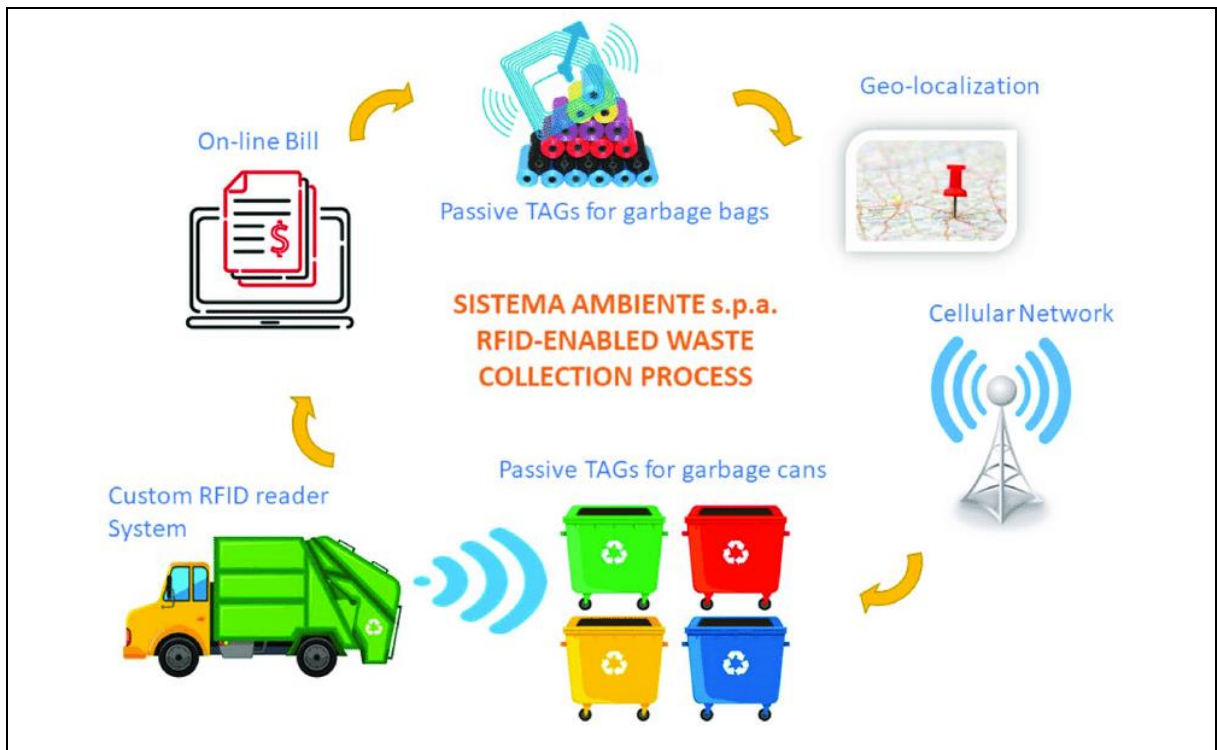 On-line Bill
Passive TAGs for garbage bags
Geo-localization
SISTEMA AMBIENTE s.p.a.
RFID-ENABLED WASTE
COLLECTION PROCESS
Cellular Network
Custom RFID reader
System
Passive TAGs for garbage cans
$